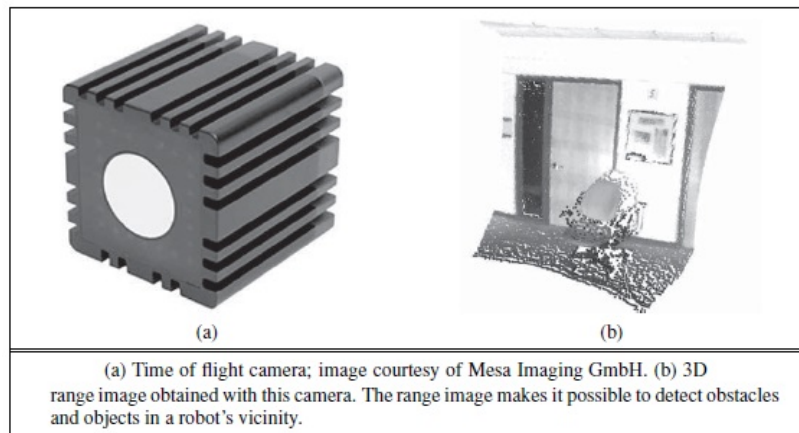 (a)
(b)
(a) Time of flight camera; image courtesy of Mesa Imaging GmbH. (b) 3D
range image obtained with this camera. The range image makes it possible to detect obstacles
and objects in a robot's vicinity.